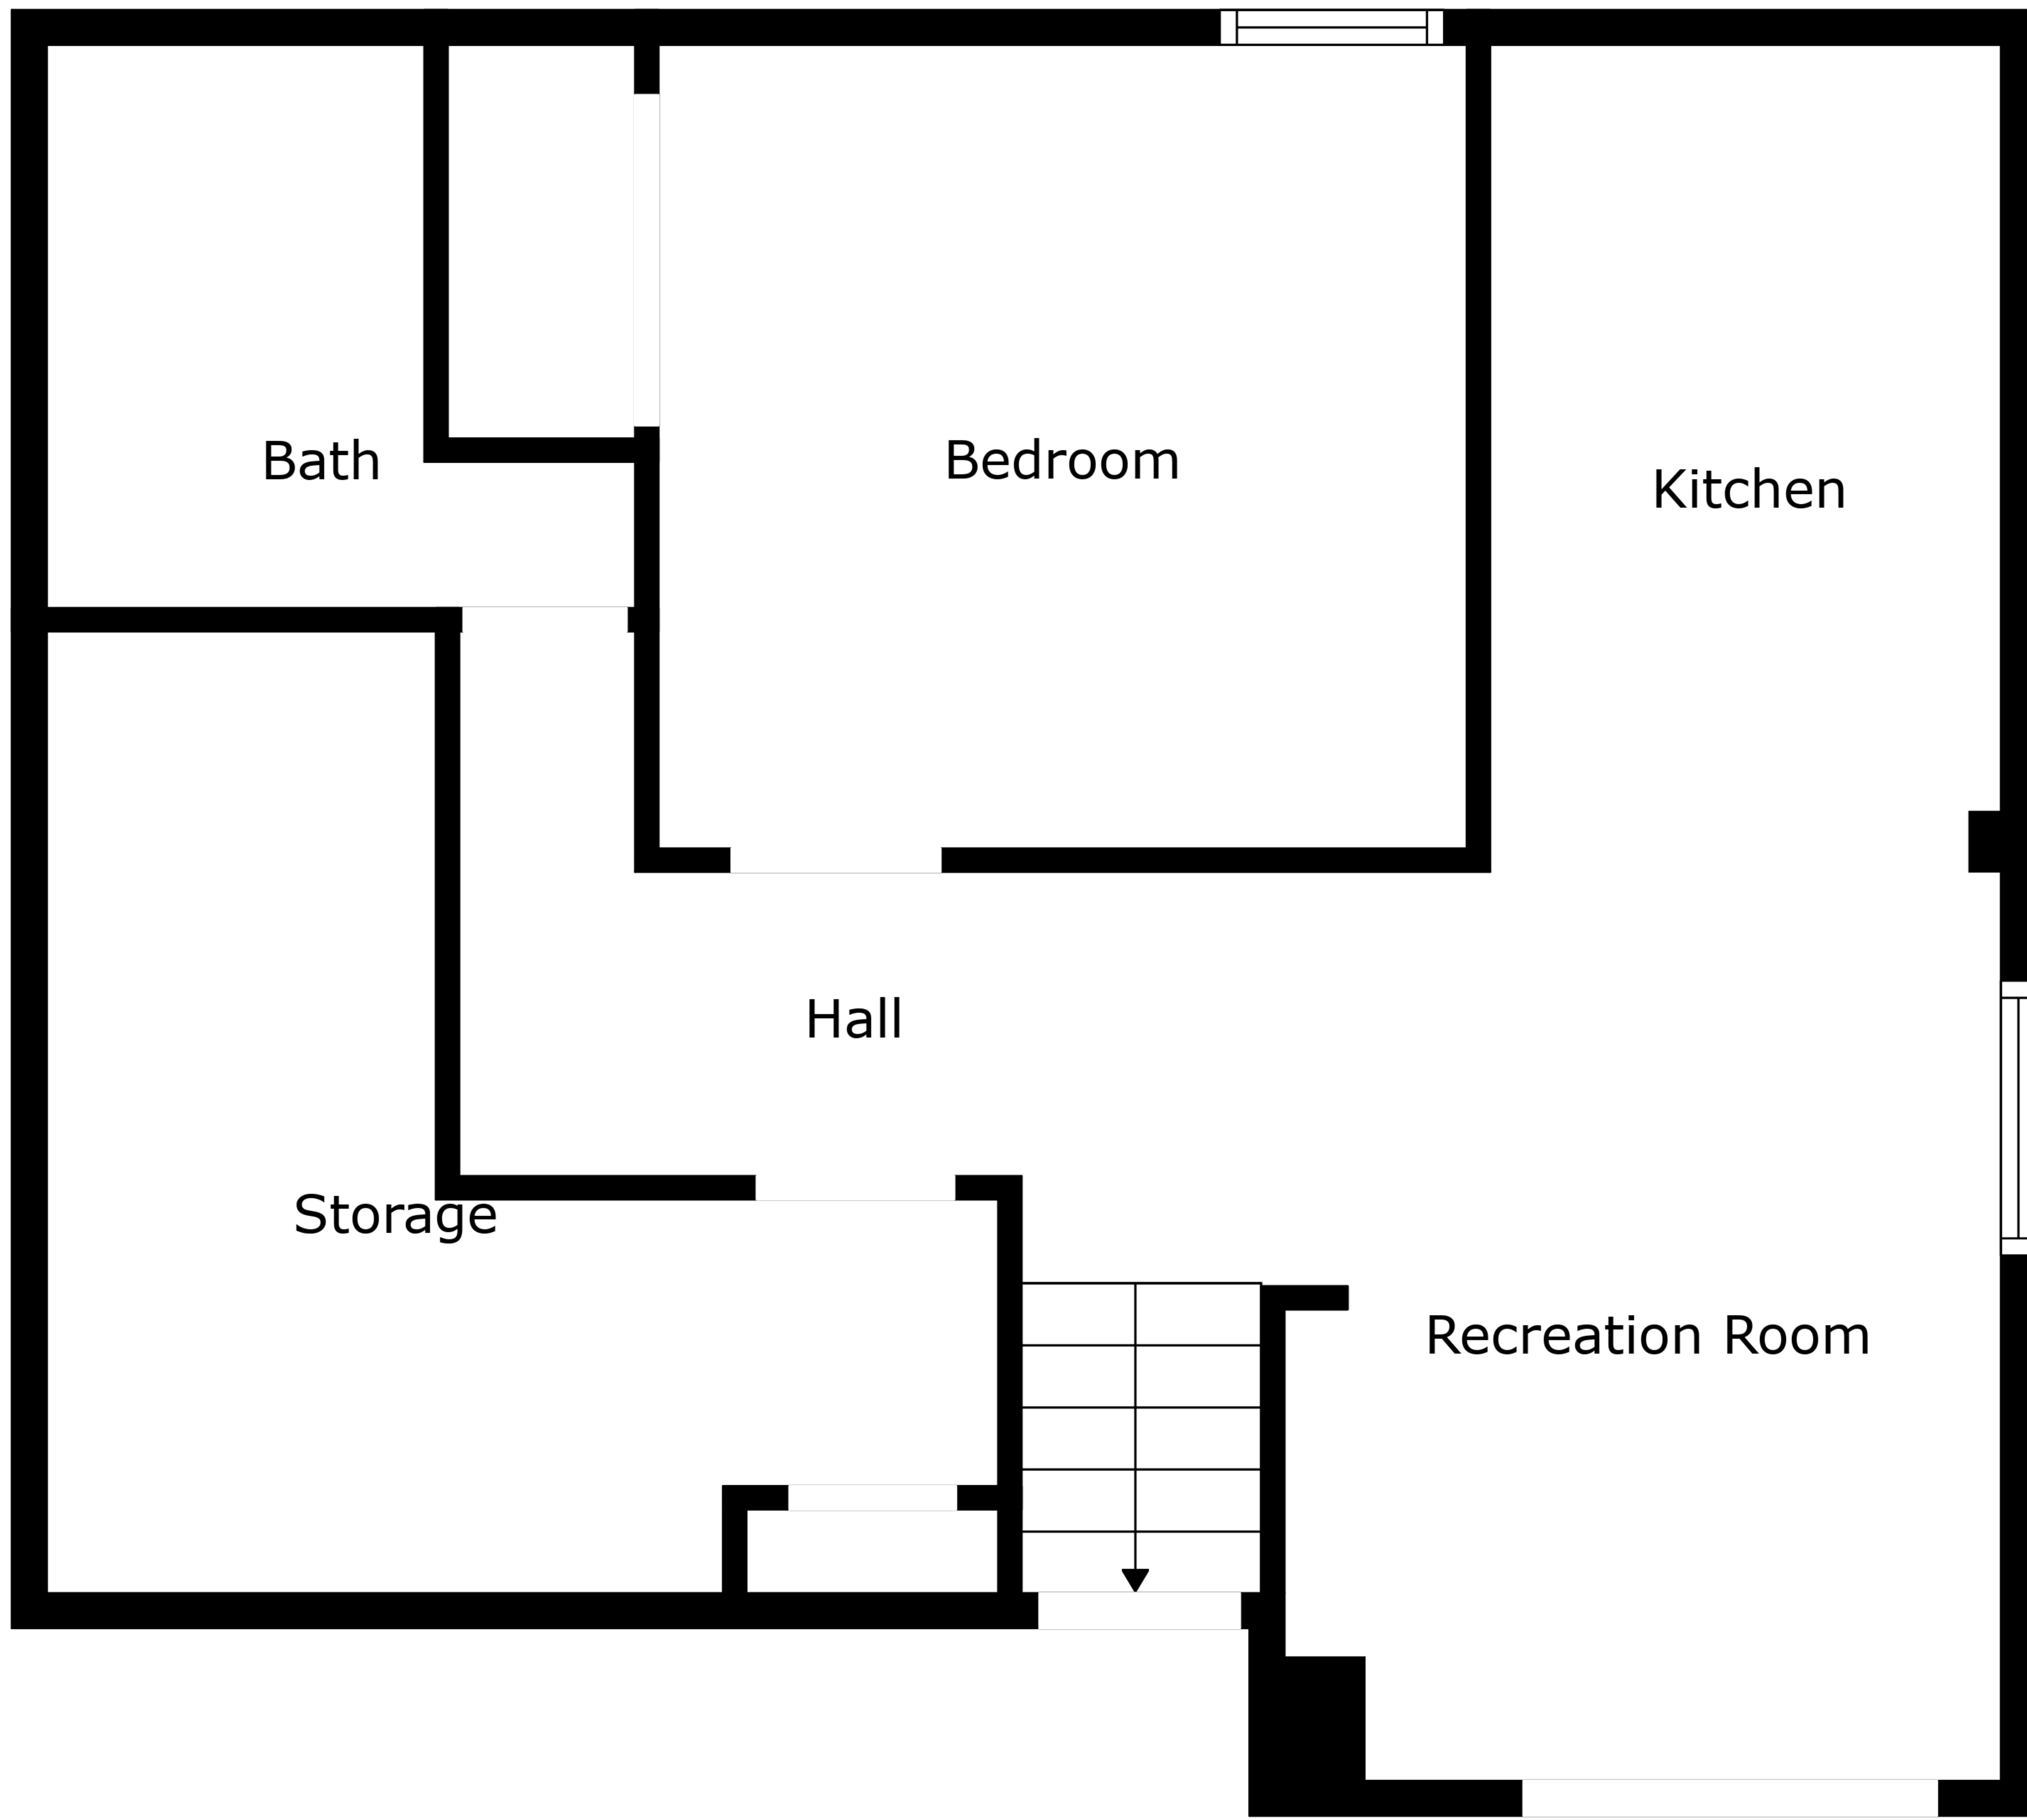 Bath
Bedroom
Kitchen
Hall
Storage
Recreation Room